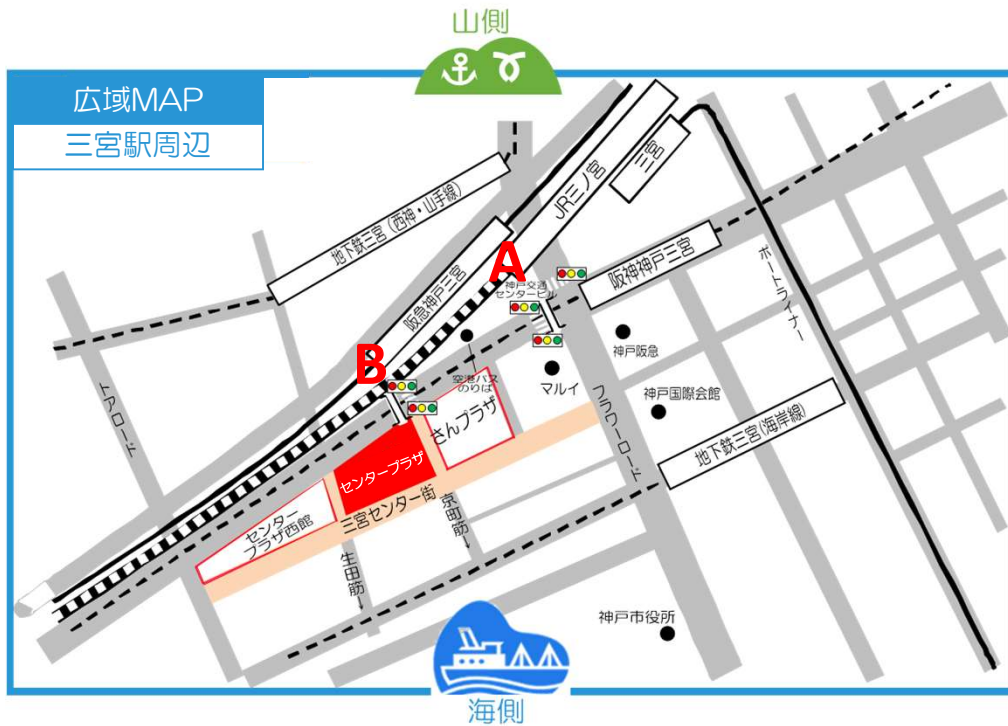 山側
広域MAP
三宮駅周辺
地下鉄三宮(西神・山手線)
JR三ノ宮
三宮
阪急神戸三宮
A
神戸交通
センタービル
阪神神戸三宮
ポートライナー
B
空港バス
のりば
マルイ
神戸阪急
神戸国際会館
トアロード
フラワーロード
地下鉄三宮(海岸線)
さんプラザ
センタープラザ
三宮センター街
センター
プラザ西館
京町筋→
生田筋→
神戸市役所
海側